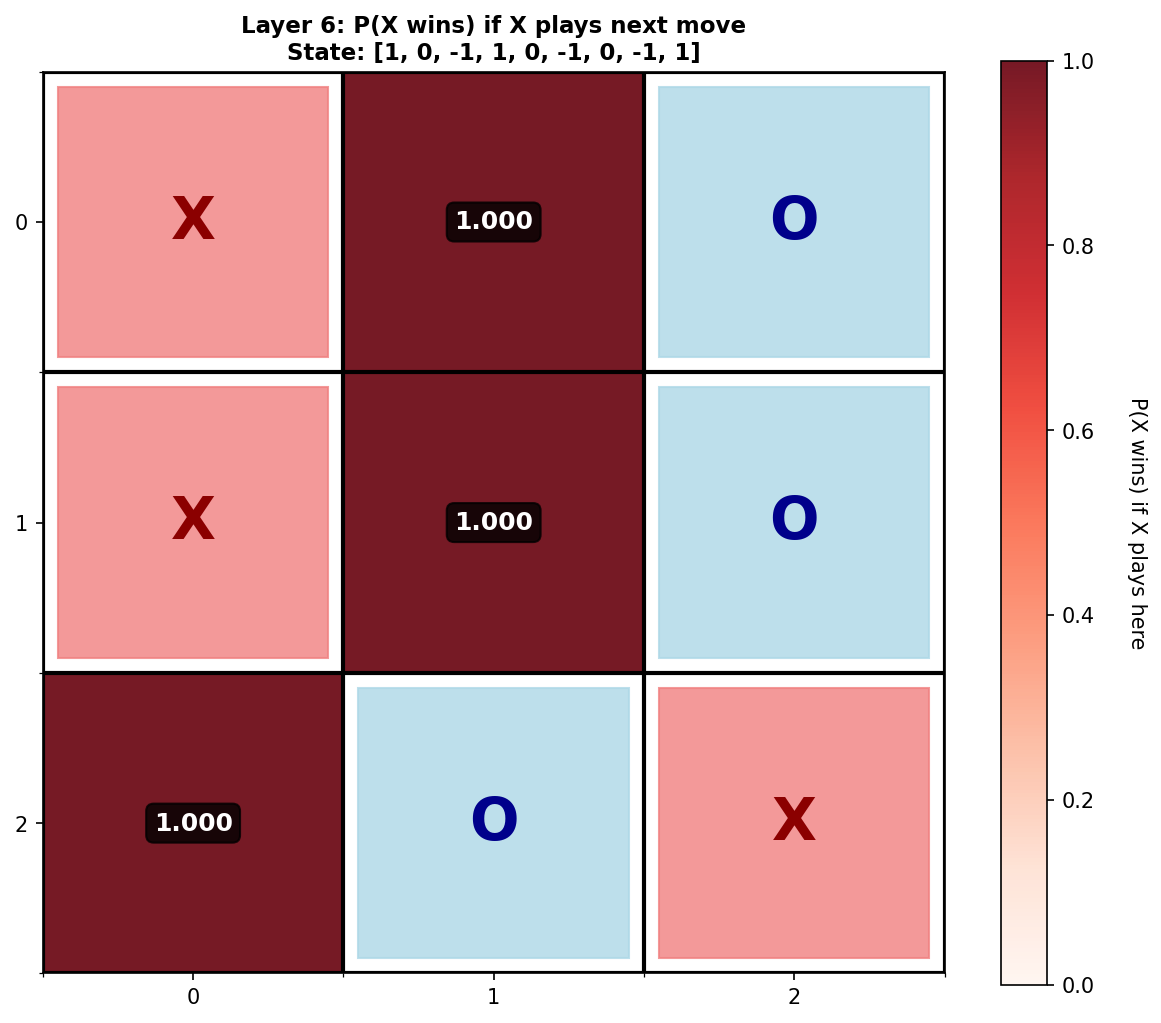 Layer 6: P(X wins) if X plays next move
State: [1, 0, -1, 1, 0, -1, 0, -1, 1]
0
X
1.000
O
1
X
1.000
O
2
1.000
O
X
0
1
2
1.0
0.8
0.6
0.4
0.2
0.0
P(X wins) if X plays here